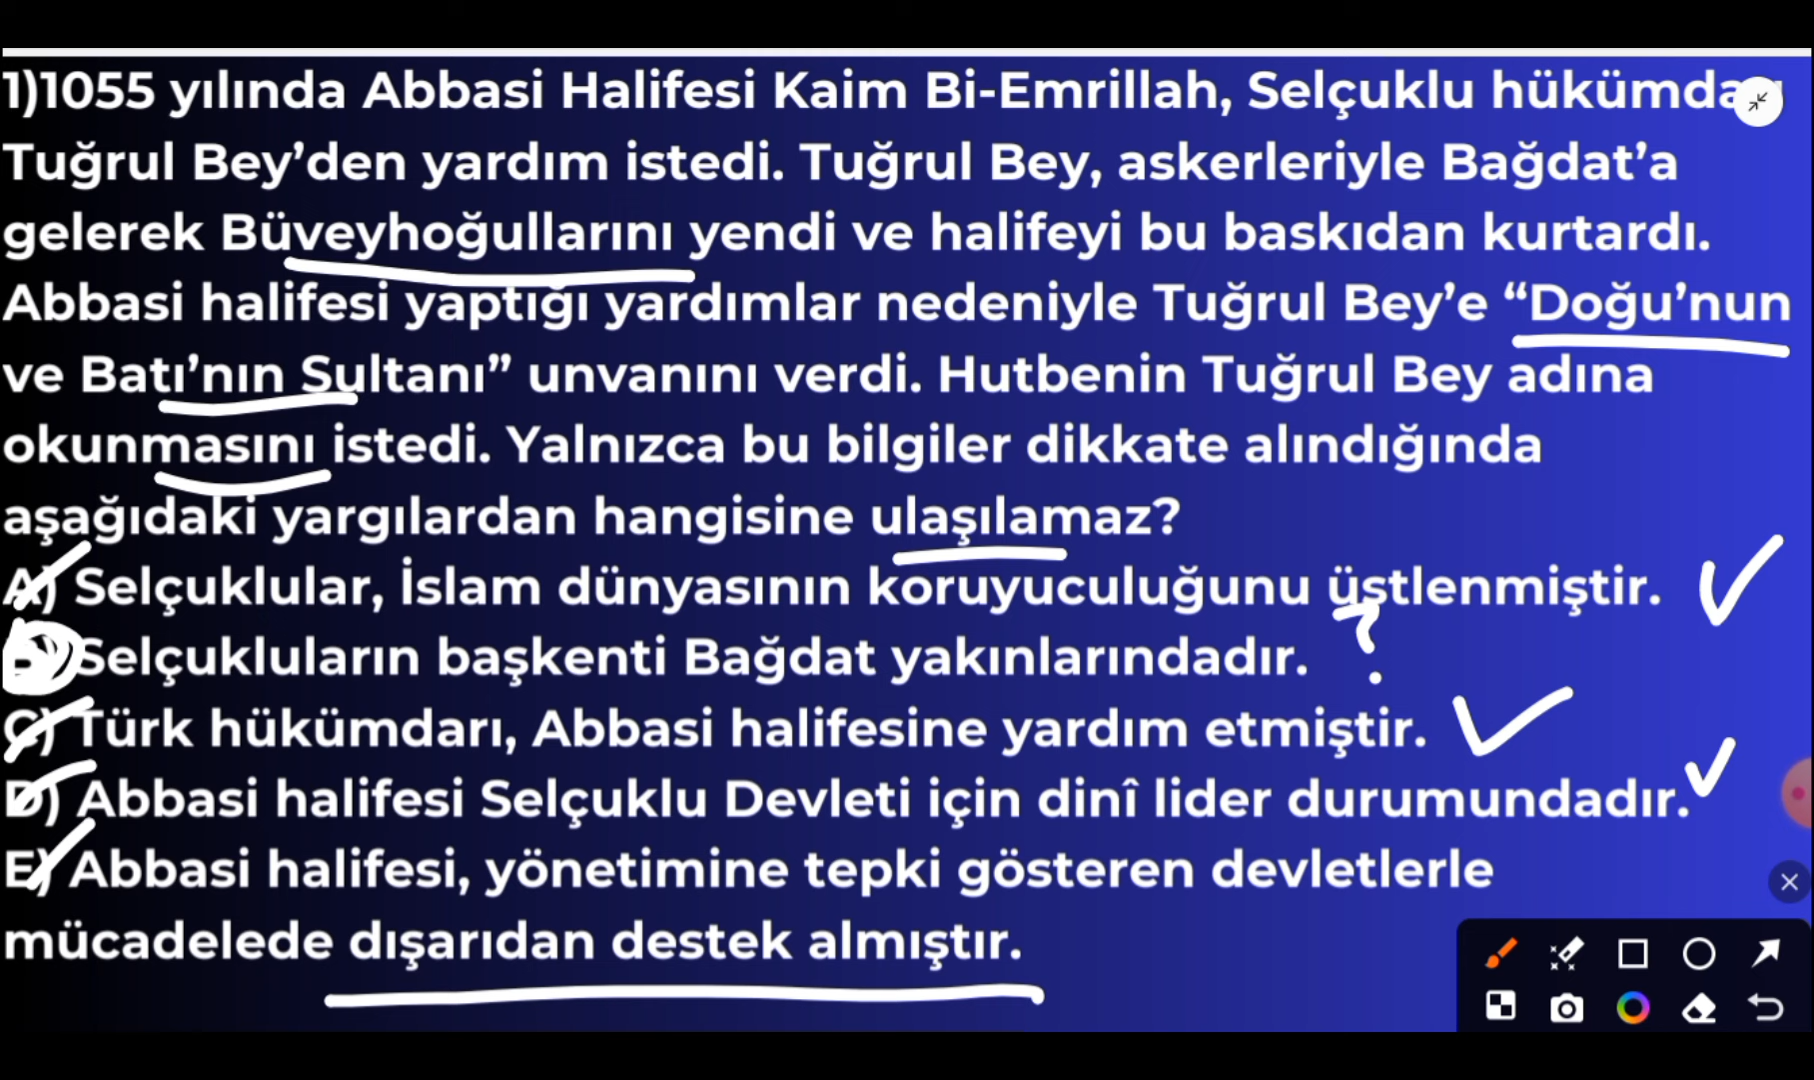 1)1055 yılında Abbasi Halifesi Kaim Bi-Emrillah, Selçuklu
Tuğrul Bey’den yardım istedi. Tuğrul Bey, askerleriyle Bağdat’a
gelerek Büveyhoğullarını yendi ve halifeyi bu baskıdan kurtardı.
Abbasi halifesi yaptığı yardımlar nedeniyle Tuğrul Bey’e “Doğu’nun
ve Batı’nın Sultanı” unvanını verdi. Hutbenin Tuğrul Bey adına
okunmasını istedi. Yalnızca bu bilgiler dikkate alındığında
aşağıdaki yargılardan hangisine ulaşılamaz?
A) Selçuklular, İslam dünyasının koruyuculuğunu üstlenmiştir.
B) Selçukluların başkenti Bağdat yakınlarındadır. ?
C) Türk hükümdarı, Abbasi halifesine yardım etmiştir.
D) Abbasi halifesi Selçuklu Devleti için dinî lider durumundadır.
E) Abbasi halifesi, yönetimine tepki gösteren devletlerle
mücadelede dışarıdan destek almıştır.